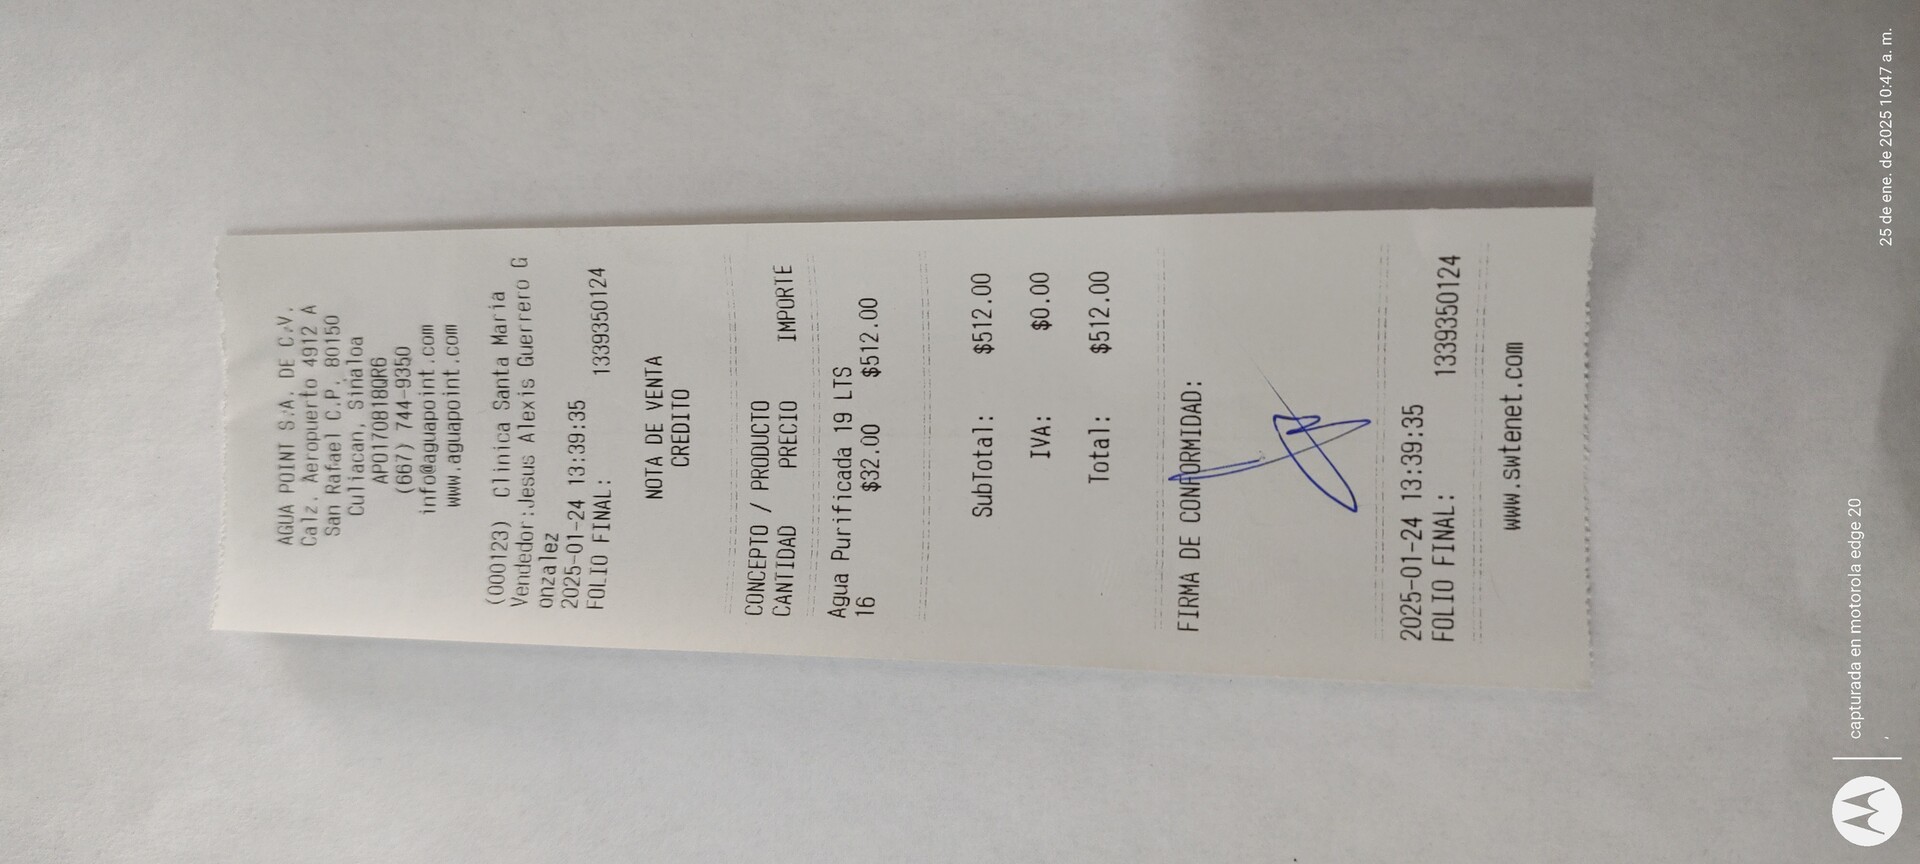 AGUA POINT S.A. DE C.V.
Calz. Aeropuerto 4912 A
San Rafael C.P. 80150
Culiacan, Sinaloa
APO170818QR6
(667) 744-9350
info@aguapoint.com
www.aguapoint.com
(000123) Clinica Santa Maria
Vendedor:Jesus Alexis Guerrero G
onzalez
2025-01-24 13:39:35
FOLIO FINAL: 1339350124
NOTA DE VENTA
CREDITO
CONCEPTO / PRODUCTO
CANTIDAD PRECIO IMPORTE
Agua Purificada 19 LTS
16 $32.00 $512.00
SubTotal: $512.00
IVA: $0.00
Total: $512.00
FIRMA DE CONFORMIDAD:
2025-01-24 13:39:35
FOLIO FINAL: 1339350124
www.swtenet.com
capturada en motorola edge 20
,
25 de ene. de 2025 10:47 a. m.